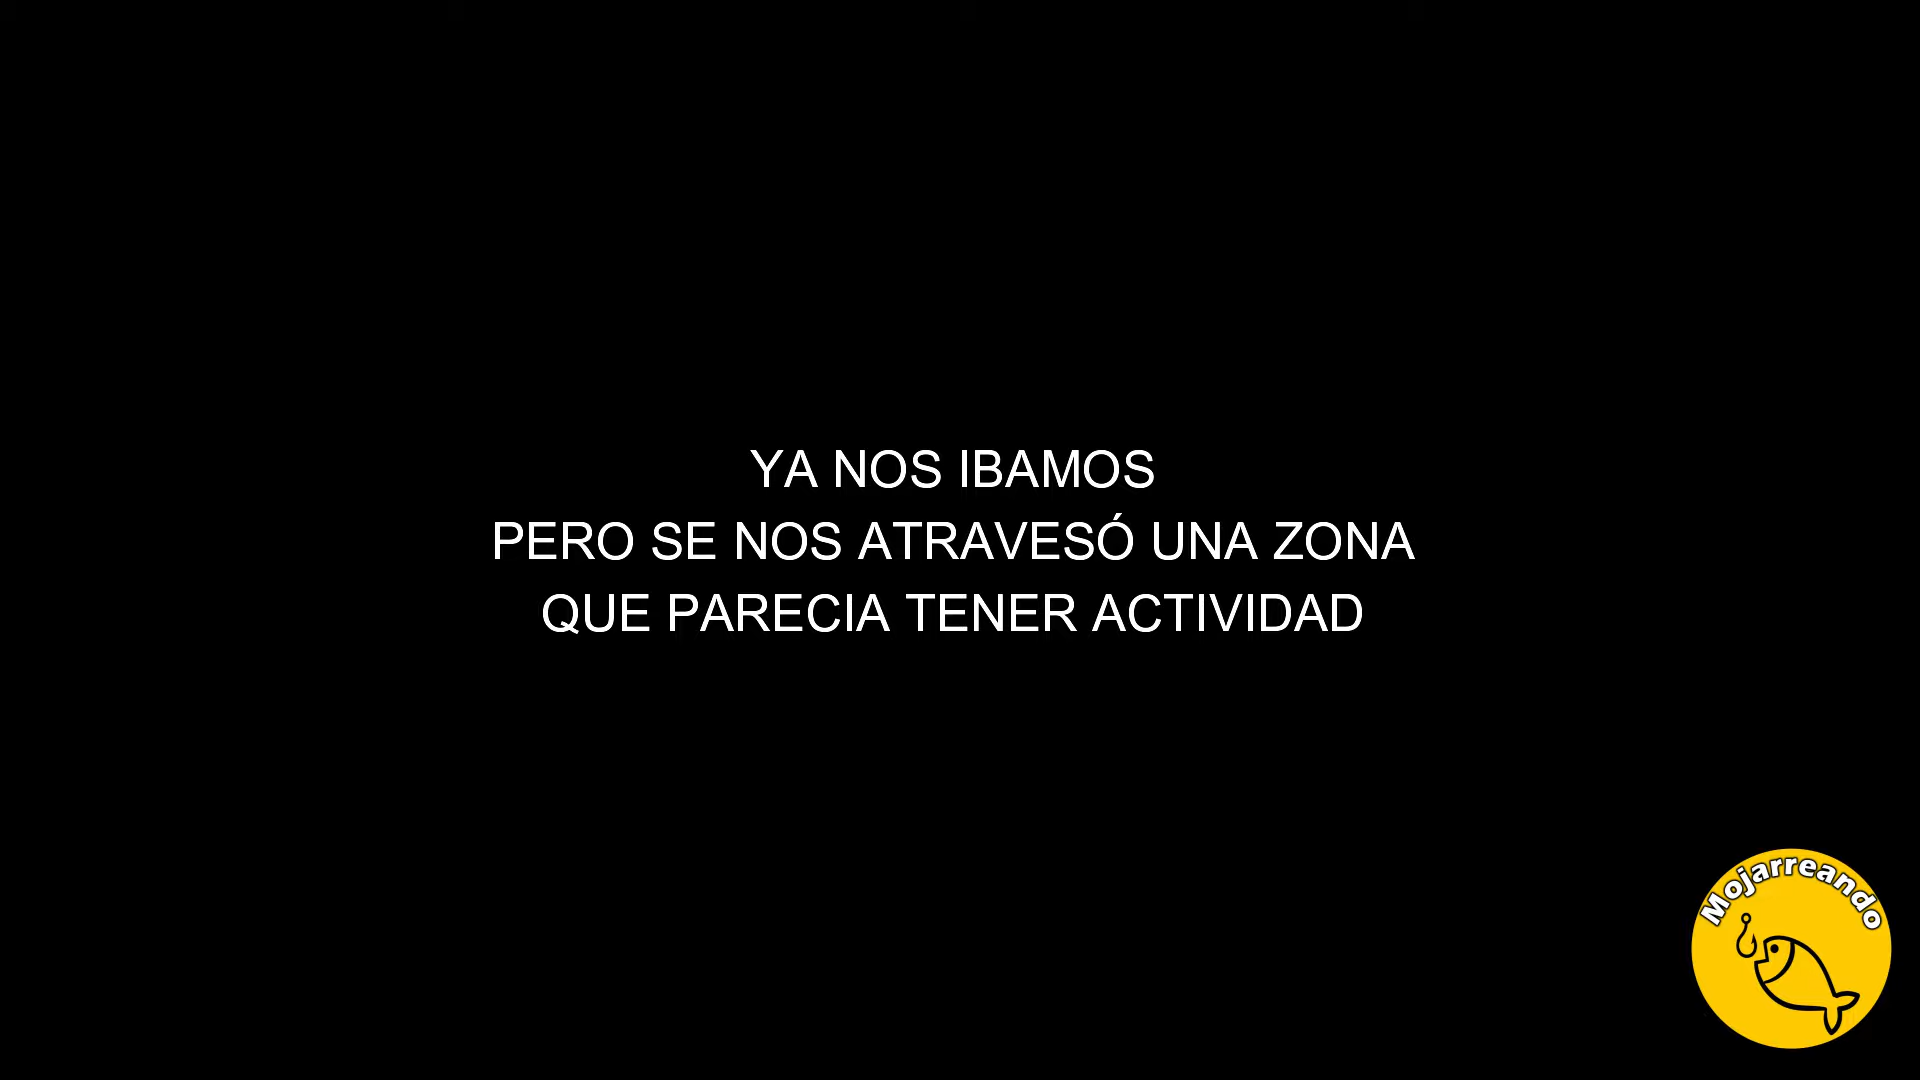 YA NOS IBAMOS
PERO SE NOS ATRAVESÓ UNA ZONA
QUE PARECIA TENER ACTIVIDAD
Mojarreando